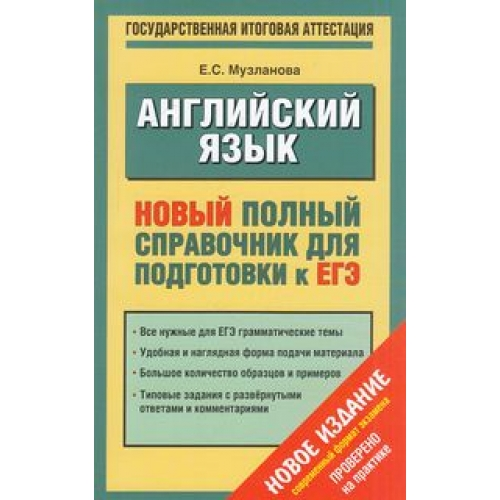 ГОСУДАРСТВЕННАЯ ИТОГОВАЯ АТТЕСТАЦИЯ
Е.С. Музланова
АНГЛИЙСКИЙ
ЯЗЫК
НОВЫЙ ПОЛНЫЙ
СПРАВОЧНИК ДЛЯ
ПОДГОТОВКИ К ЕГЭ
• Все нужные для ЕГЭ грамматические темы
• Удобная и наглядная форма подачи материала
• Большое количество образцов и примеров
• Типовые задания с развёрнутыми
ответами и комментариями
НОВОЕ ИЗДАНИЕ
современный формат экзамена
ПРОВЕРЕНО
на практике